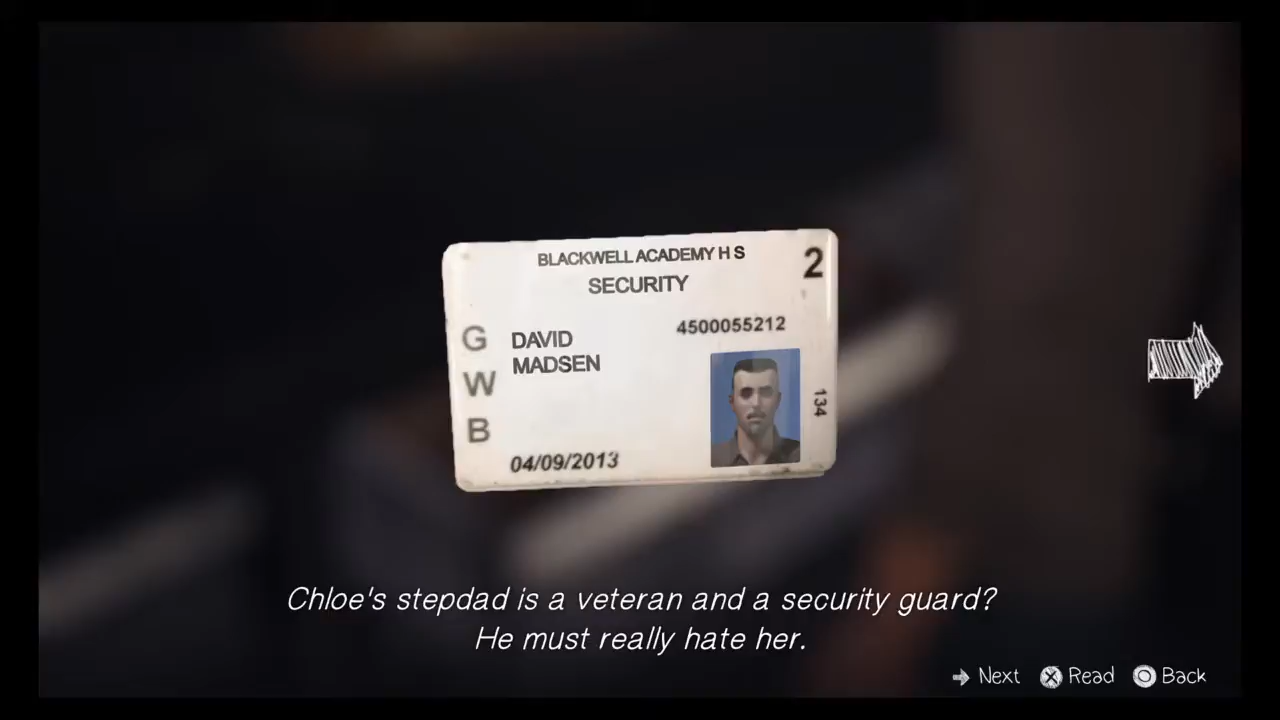 BLACKWELL ACADEMY H S
2
SECURITY
4500055212
G
W
B
DAVID
MADSEN
134
04/09/2013
Chloe's stepdad is a veteran and a security guard?
He must really hate her.
Next Read Back